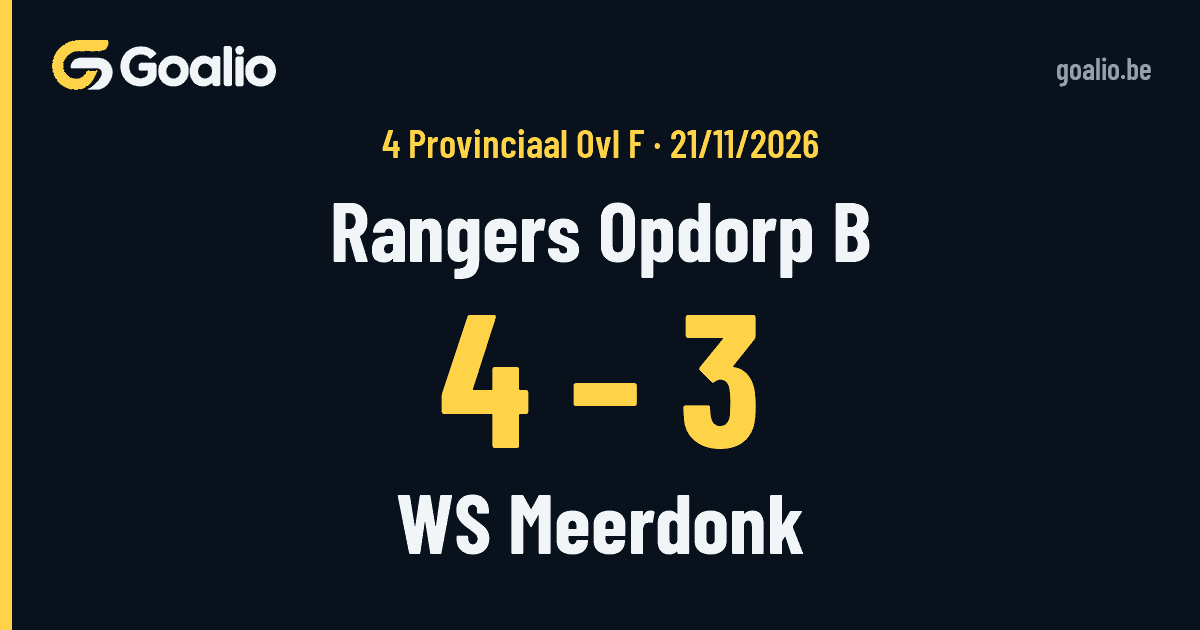 Goalio
goalio.be
4 Provinciaal Ovl F · 21/11/2026
Rangers Opdorp B
4 – 3
WS Meerdonk